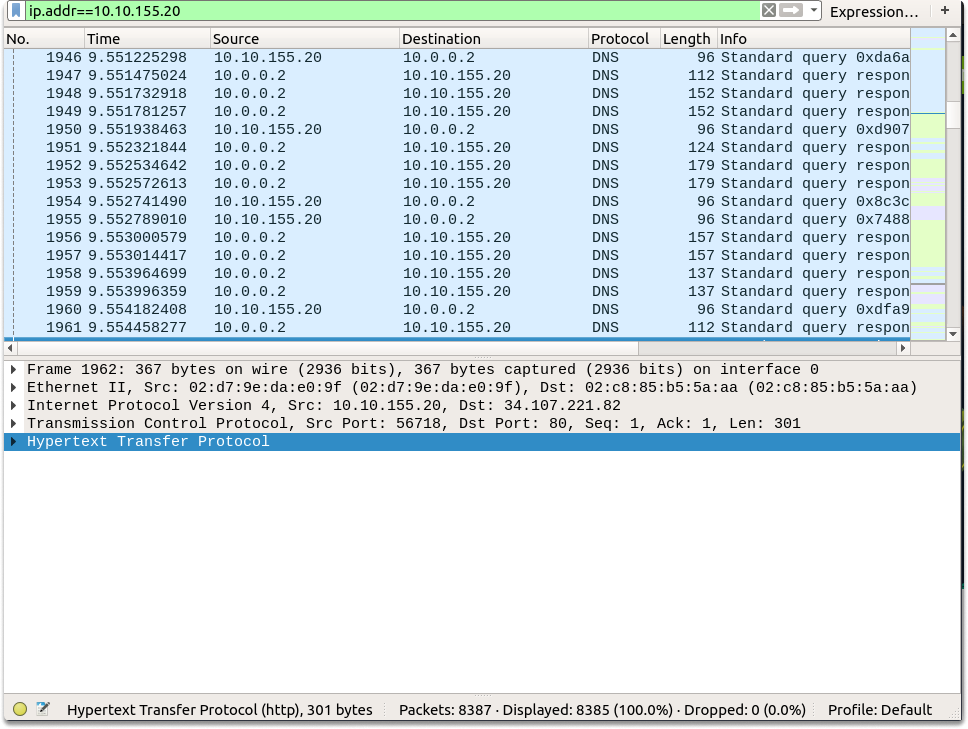 ip.addr==10.10.155.20 Expression… +
No. Time Source Destination Protocol Length Info
1946 9.551225298 10.10.155.20 10.0.0.2 DNS 96 Standard query 0xda6a
1947 9.551475024 10.0.0.2 10.10.155.20 DNS 112 Standard query respon
1948 9.551732918 10.0.0.2 10.10.155.20 DNS 152 Standard query respon
1949 9.551781257 10.0.0.2 10.10.155.20 DNS 152 Standard query respon
1950 9.551938463 10.10.155.20 10.0.0.2 DNS 96 Standard query 0xd907
1951 9.552321844 10.0.0.2 10.10.155.20 DNS 124 Standard query respon
1952 9.552534642 10.0.0.2 10.10.155.20 DNS 179 Standard query respon
1953 9.552572613 10.0.0.2 10.10.155.20 DNS 179 Standard query respon
1954 9.552741490 10.10.155.20 10.0.0.2 DNS 96 Standard query 0x8c3c
1955 9.552789010 10.10.155.20 10.0.0.2 DNS 96 Standard query 0x7488
1956 9.553000579 10.0.0.2 10.10.155.20 DNS 157 Standard query respon
1957 9.553014417 10.0.0.2 10.10.155.20 DNS 157 Standard query respon
1958 9.553964699 10.0.0.2 10.10.155.20 DNS 137 Standard query respon
1959 9.553996359 10.0.0.2 10.10.155.20 DNS 137 Standard query respon
1960 9.554182408 10.10.155.20 10.0.0.2 DNS 96 Standard query 0xdfa9
1961 9.554458277 10.0.0.2 10.10.155.20 DNS 112 Standard query respon
Frame 1962: 367 bytes on wire (2936 bits), 367 bytes captured (2936 bits) on interface 0
Ethernet II, Src: 02:d7:9e:da:e0:9f (02:d7:9e:da:e0:9f), Dst: 02:c8:85:b5:5a:aa (02:c8:85:b5:5a:aa)
Internet Protocol Version 4, Src: 10.10.155.20, Dst: 34.107.221.82
Transmission Control Protocol, Src Port: 56718, Dst Port: 80, Seq: 1, Ack: 1, Len: 301
Hypertext Transfer Protocol
Hypertext Transfer Protocol (http), 301 bytes Packets: 8387 · Displayed: 8385 (100.0%) · Dropped: 0 (0.0%) Profile: Default